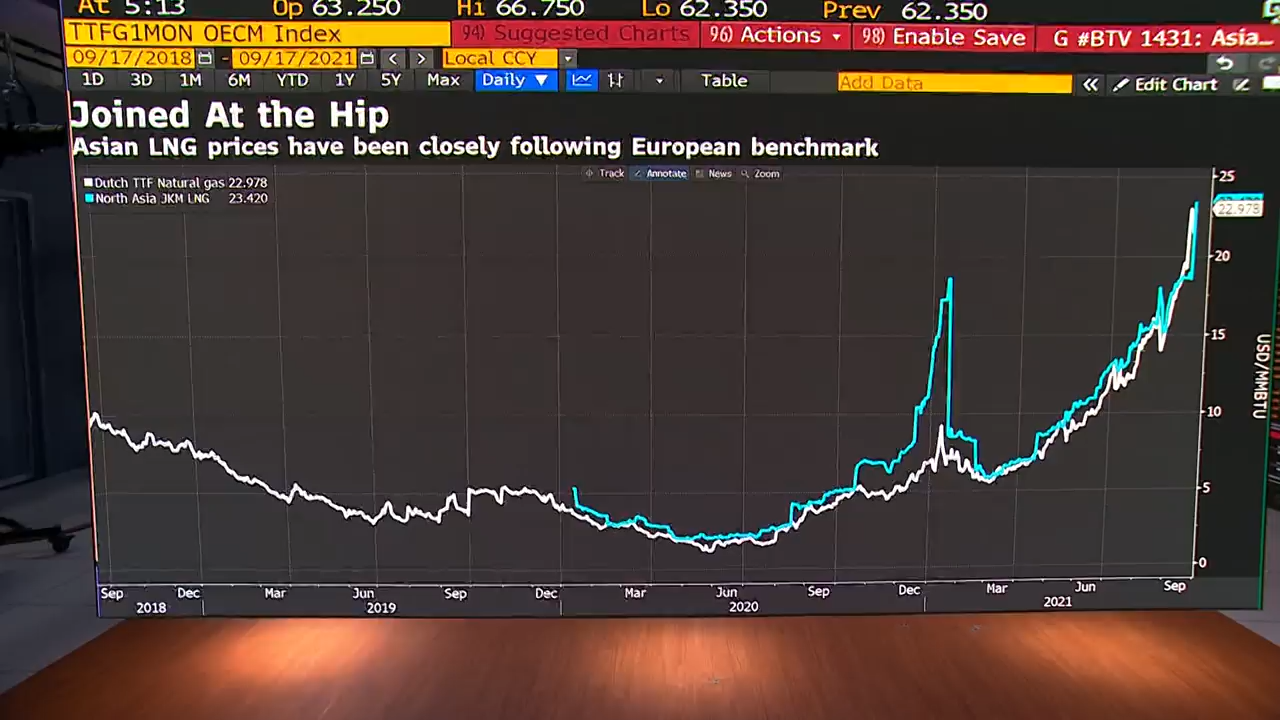 At 5:13 Op 63.250 Hi 66.750 Lo 62.350 Prev 62.350
TTFG1MON OECM Index 94) Suggested Charts 96) Actions 98) Enable Save G #BTV 1431: Asia...
09/17/2018 - 09/17/2021 Local CCY
1D 3D 1M 6M YTD 1Y 5Y Max Daily ▼ Table Add Data « Edit Chart
Joined At the Hip
Asian LNG prices have been closely following European benchmark
Track Annotate News Zoom
Dutch TTF Natural gas 22.978
North Asia JKM LNG 23.420
25
22.978
20
15
10
5
0
USD/MMBTU
Sep Dec Mar Jun Sep Dec Mar Jun Sep Dec Mar Jun Sep
2018 2019 2020 2021